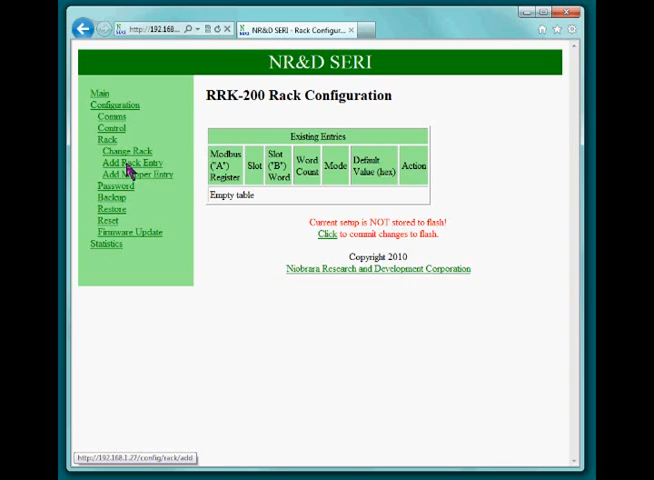 http://192.168...
NR&D SERI - Rack Configur...
NR&D SERI
Main
Configuration
Comms
Control
Rack
Change Rack
Add Rack Entry
Add Mapper Entry
Password
Backup
Restore
Reset
Firmware Update
Statistics
RRK-200 Rack Configuration
Existing Entries
Modbus ("A") Register
Slot
Slot ("B") Word
Word Count
Mode
Default Value (hex)
Action
Empty table
Current setup is NOT stored to flash!
Click to commit changes to flash.
Copyright 2010
Niobrara Research and Development Corporation
http://192.168.1.27/config/rack/add